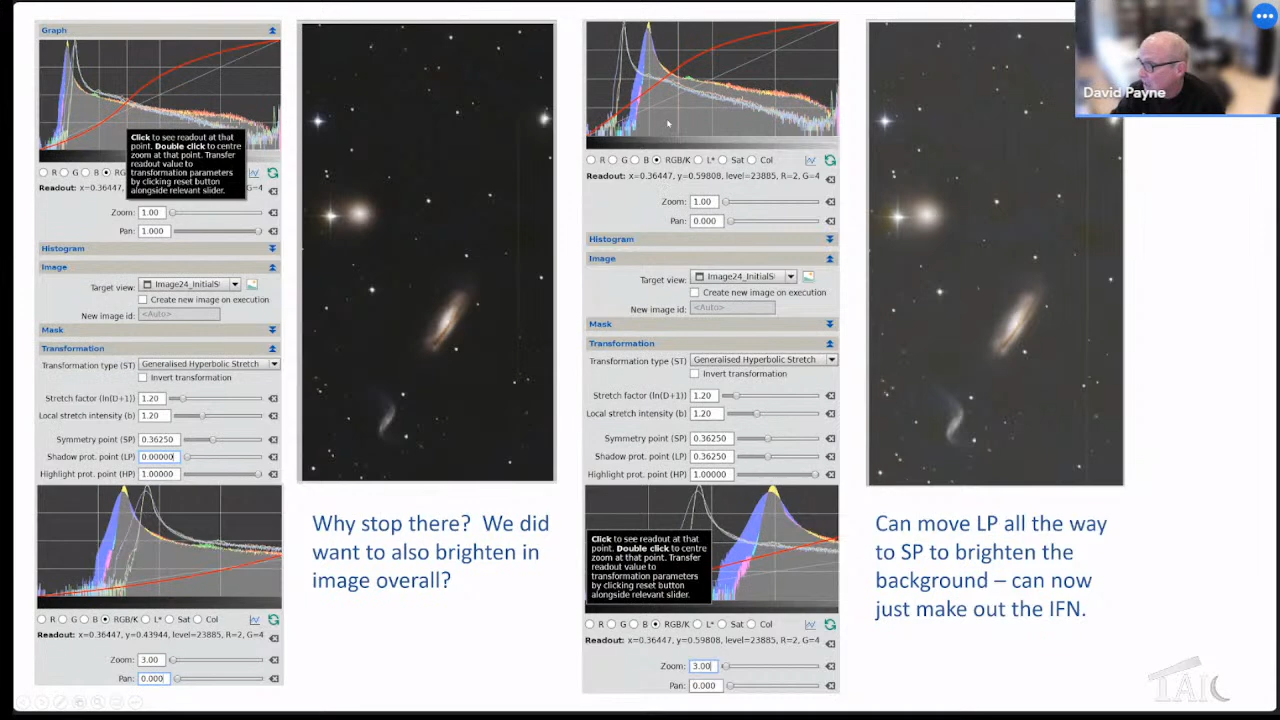 Graph
Click to see readout at that
point. Double click to centre
zoom at that point. Transfer
readout value to
transformation parameters
by clicking reset button
alongside relevant slider.
R G B RG
Readout: x=0.36447, G=4
Zoom: 1.00
Pan: 1.000
Histogram
Image
Target view: Image24_InitialS
Create new image on execution
New image id: <Auto>
Mask
Transformation
Transformation type (ST) Generalised Hyperbolic Stretch
Invert transformation
Stretch factor (ln(D+1)): 1.20
Local stretch intensity (b): 1.20
Symmetry point (SP): 0.36250
Shadow prot. point (LP): 0.00000
Highlight prot. point (HP): 1.00000
R G B RGB/K L* Sat Col
Readout: x=0.36447, y=0.43944, level=23885, R=2, G=4
Zoom: 3.00
Pan: 0.000
Why stop there? We did
want to also brighten in
image overall?
R G B RGB/K L* Sat Col
Readout: x=0.36447, y=0.59808, level=23885, R=2, G=4
Zoom: 1.00
Pan: 0.000
Histogram
Image
Target view: Image24_InitialS
Create new image on execution
New image id: <Auto>
Mask
Transformation
Transformation type (ST): Generalised Hyperbolic Stretch
Invert transformation
Stretch factor (ln(D+1)): 1.20
Local stretch intensity (b): 1.20
Symmetry point (SP): 0.36250
Shadow prot. point (LP): 0.36250
Highlight prot. point (HP): 1.00000
Click to see readout at that
point. Double click to centre
zoom at that point. Transfer
readout value to
transformation parameters
by clicking reset button
alongside relevant slider.
R G B RGB/K L* Sat Col
Readout: x=0.36447, y=0.59808, level=23885, R=2, G=4
Zoom: 3.00
Pan: 0.000
Can move LP all the way
to SP to brighten the
background – can now
just make out the IFN.
David Payne
TAIC